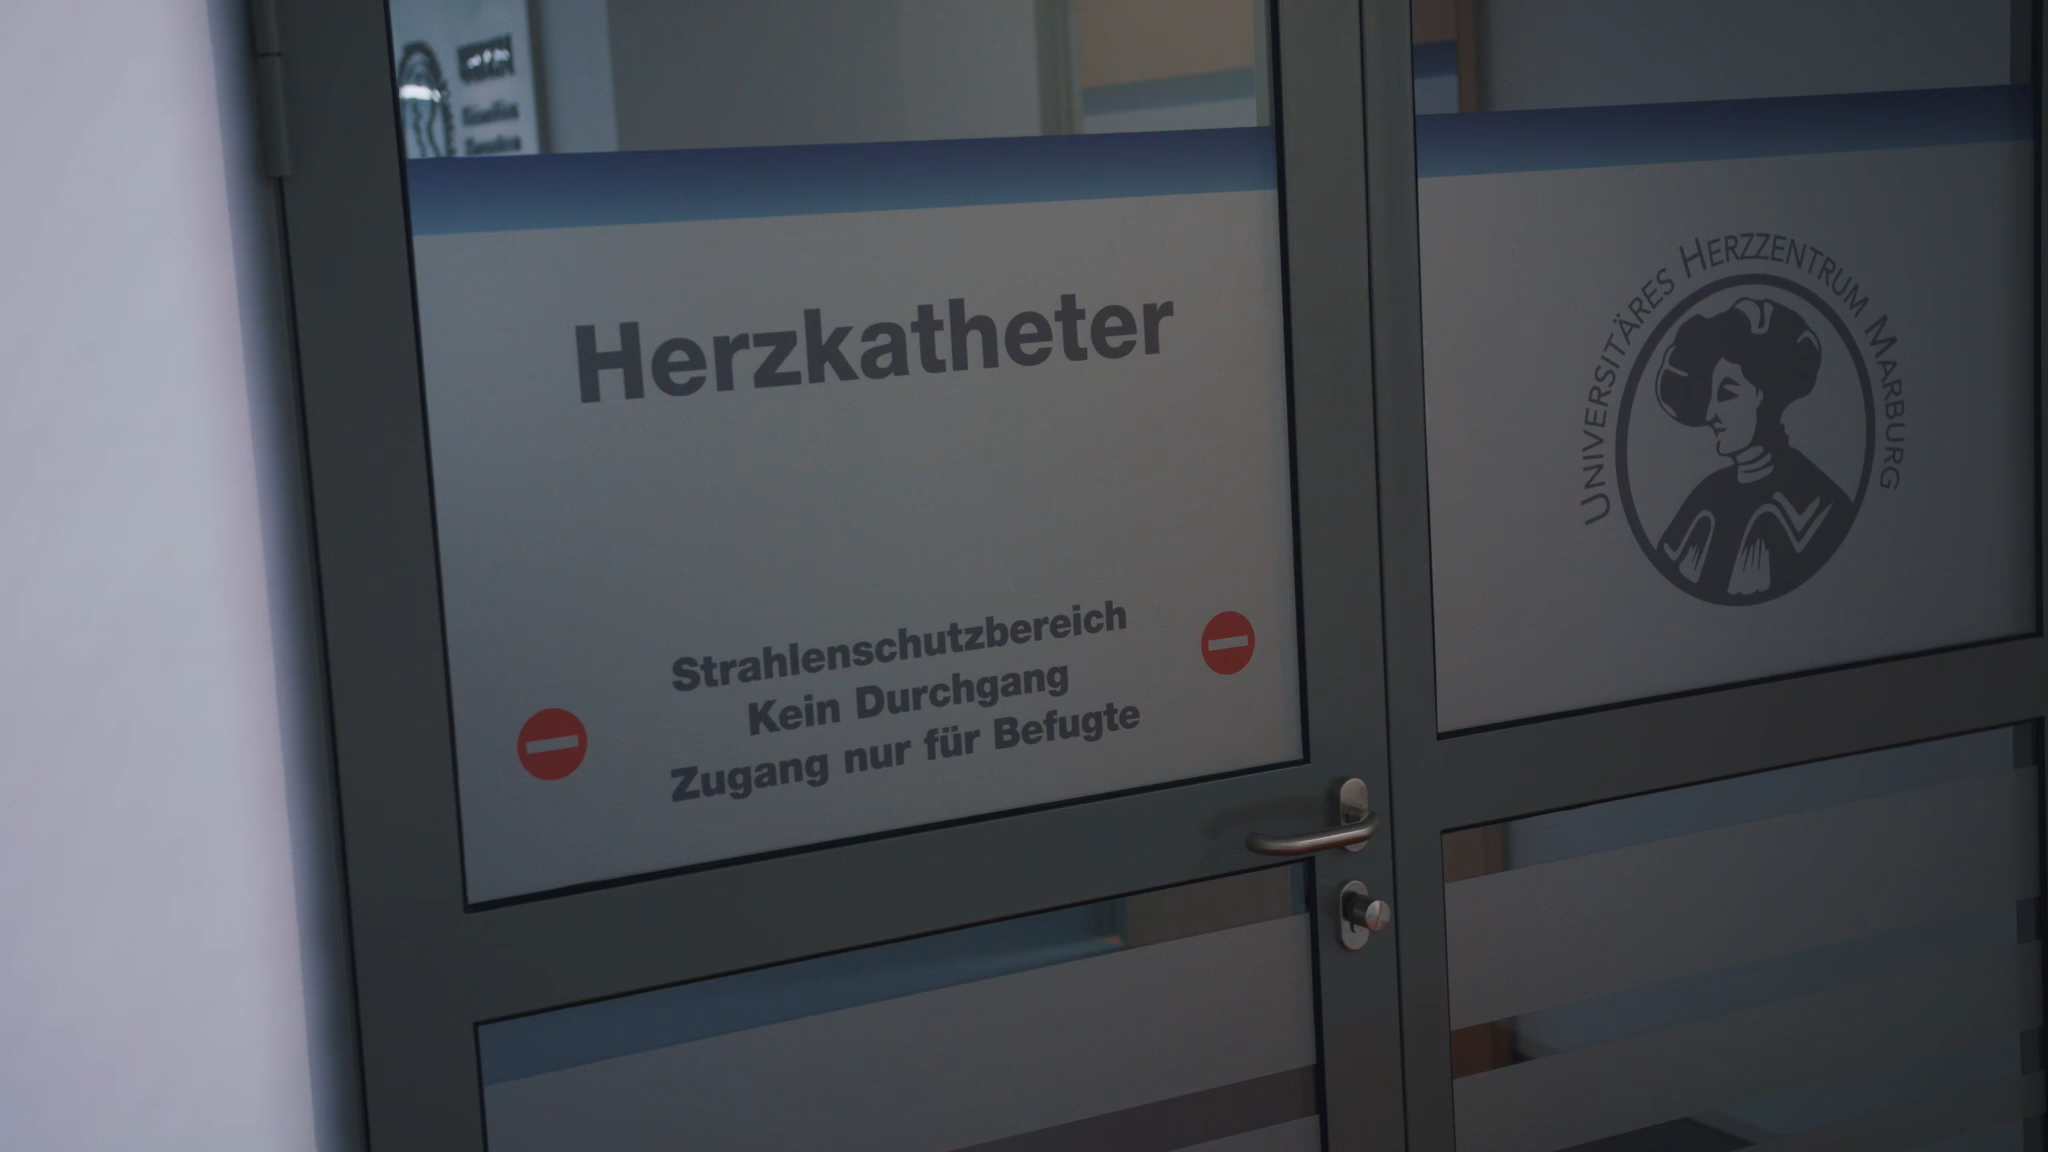 Herzkatheter
Strahlenschutzbereich
Kein Durchgang
Zugang nur für Befugte
UNIVERSITÄRES HERZZENTRUM MARBURG